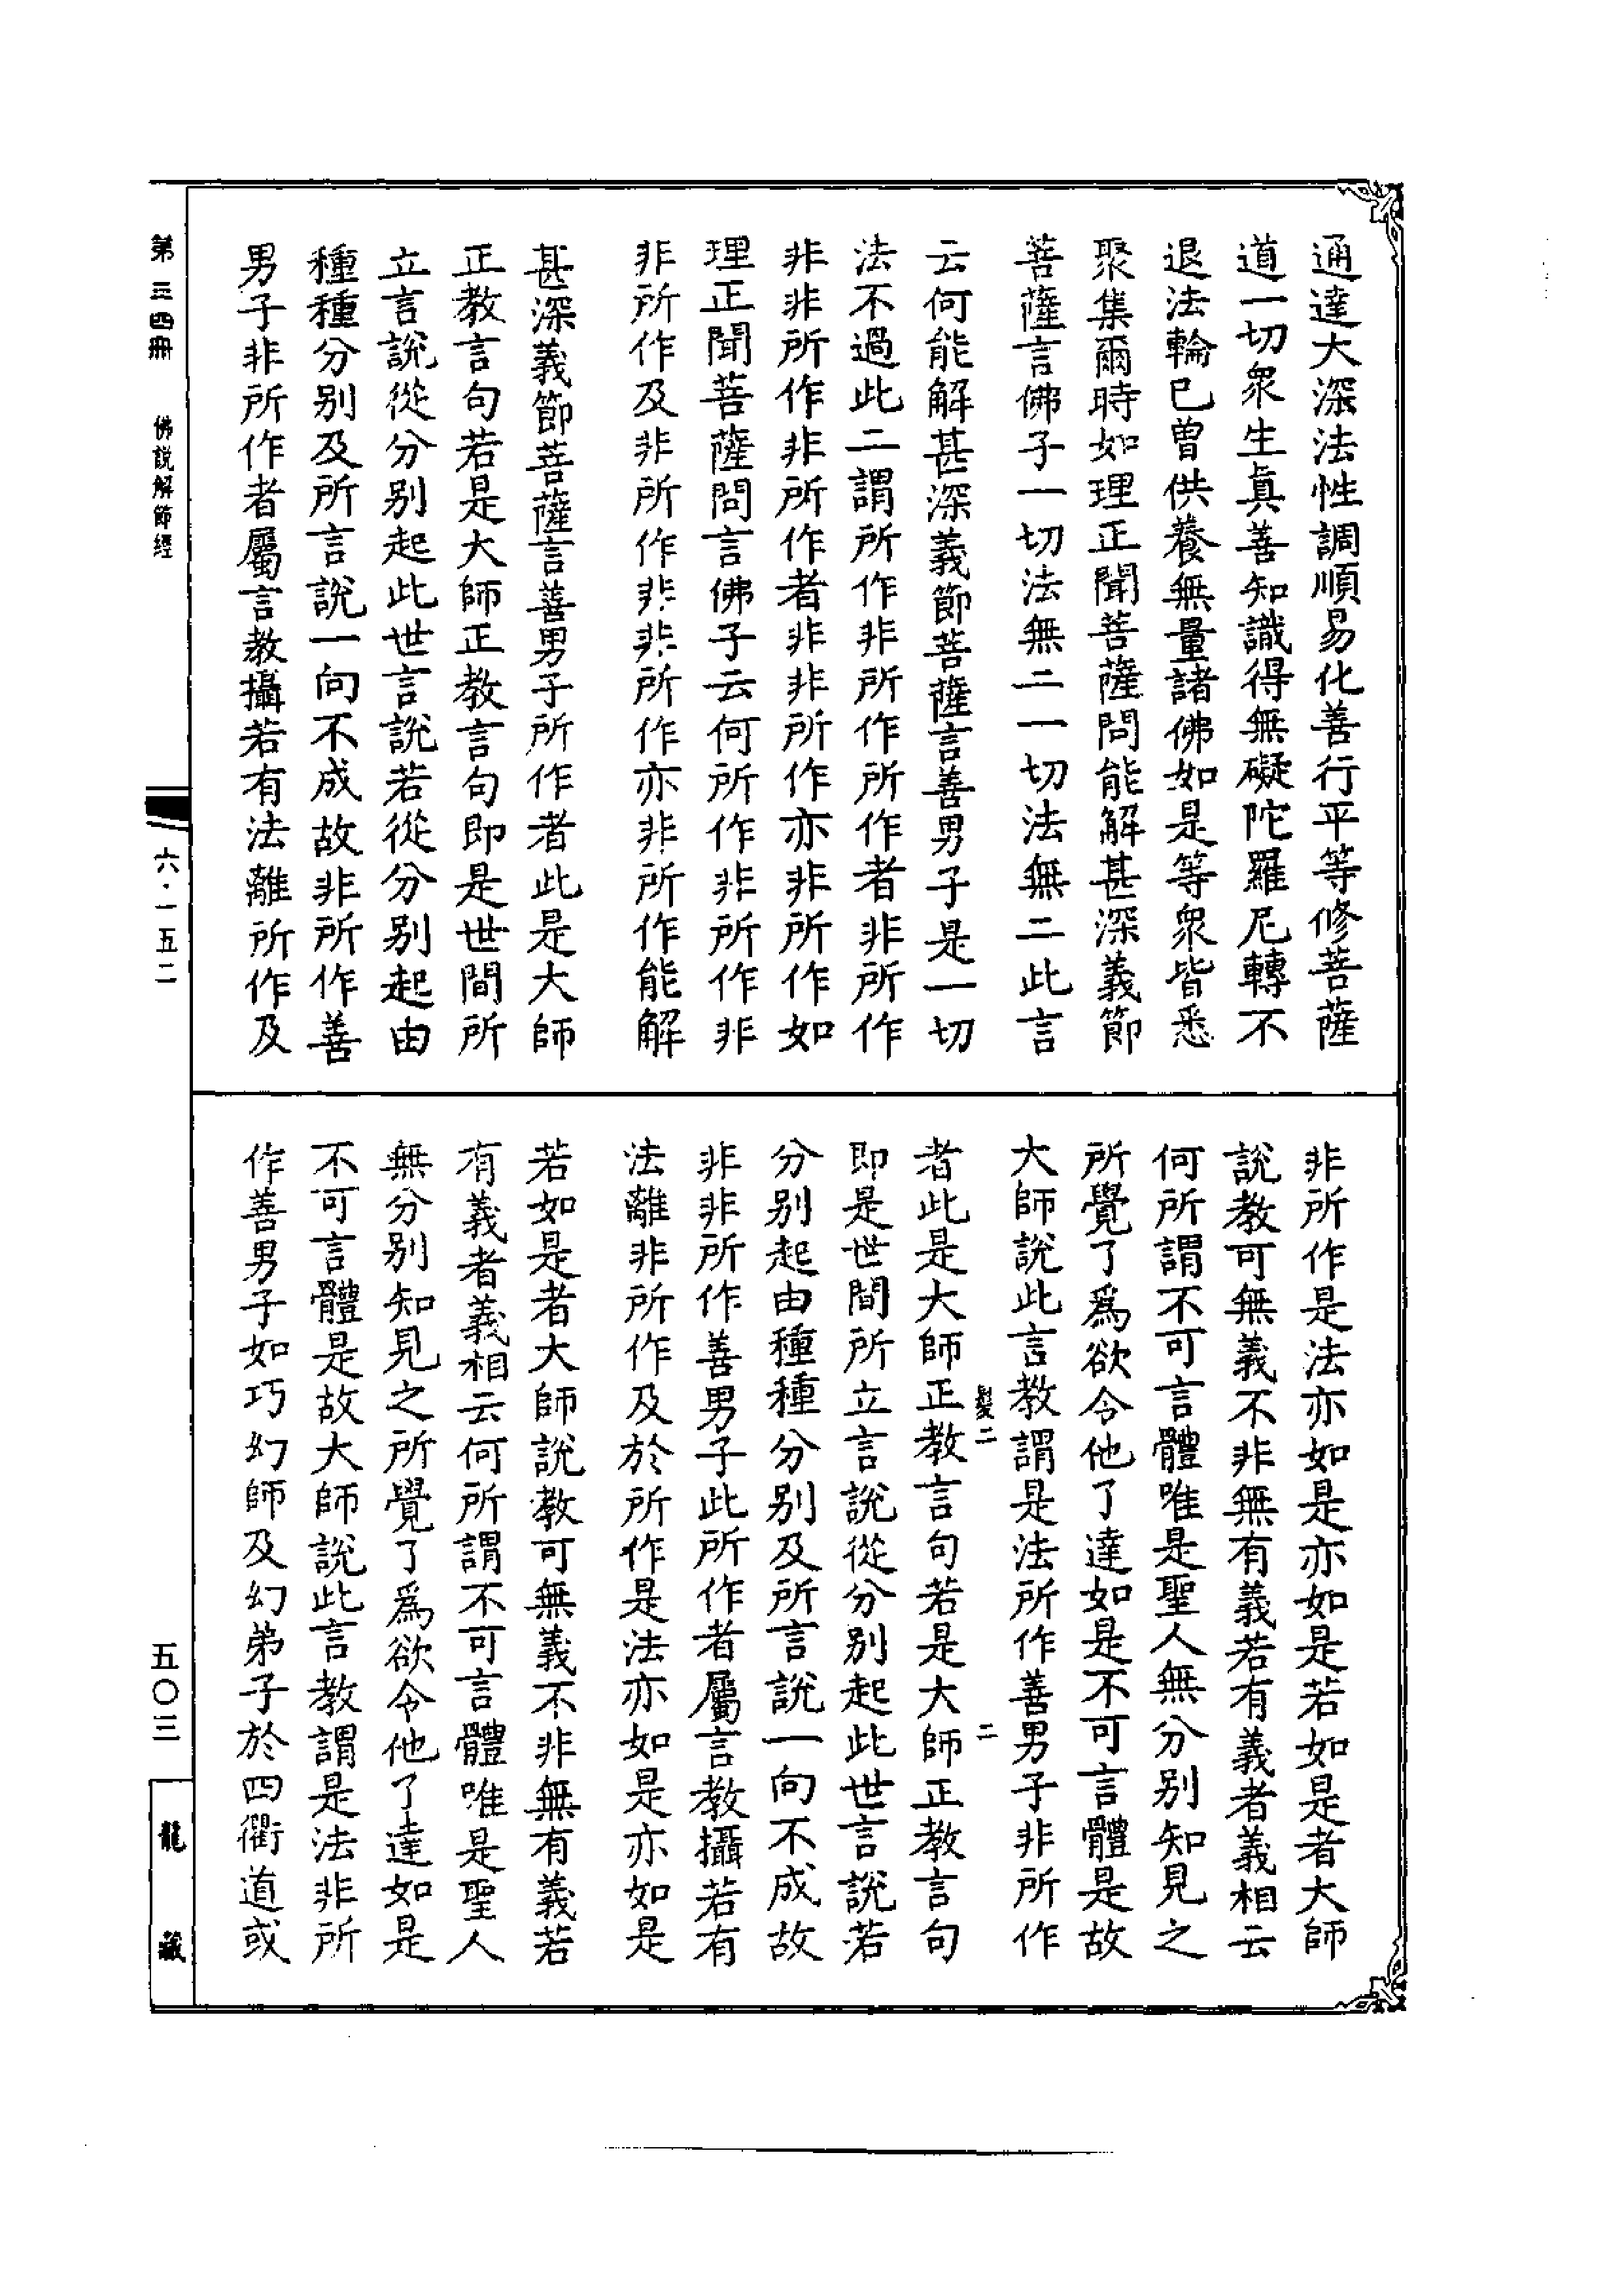 通達大深法性調順易化善行平等修菩薩
道一切衆生眞善知識得無礙陀羅尼轉不
退法輪已曾供養無量諸佛如是等衆皆悉
聚集爾時如理正聞菩薩問能解甚深義節
菩薩言佛子一切法無二一切法無二此言
云何能解甚深義節菩薩言善男子是一切
法不過此二謂所作非所作所作者非所作
非非所作非所作者非非所作亦非所作如
理正聞菩薩問言佛子云何所作非所作非
非所作及非所作非非所作亦非所作能解
甚深義節菩薩言善男子所作者此是大師
正教言句若是大師正教言句即是世間所
立言說從分別起此世言說若從分別起由
種種分別及所言說一向不成故非所作善
男子非所作者屬言教攝若有法離所作及
非所作是法亦如是亦如是若如是者大師
說教可無義不非無有義若有義者義相云
何所謂不可言體唯是聖人無分別知見之
所覺了爲欲令他了達如是不可言體是故
大師說此言教謂是法所作善男子非所作
髮二
二
者此是大師正教言句若是大師正教言句
即是世間所立言說從分別起此世言說若
分別起由種種分別及所言說一向不成故
非非所作善男子此所作者屬言教攝若有
法離非所作及於所作是法亦如是亦如是
若如是者大師說教可無義不非無有義若
有義者義相云何所謂不可言體唯是聖人
無分別知見之所覺了爲欲令他了達如是
不可言體是故大師說此言教謂是法非所
作善男子如巧幻師及幻弟子於四衢道或
第三四冊
佛說解節經
六·一五二
五〇三
龍藏